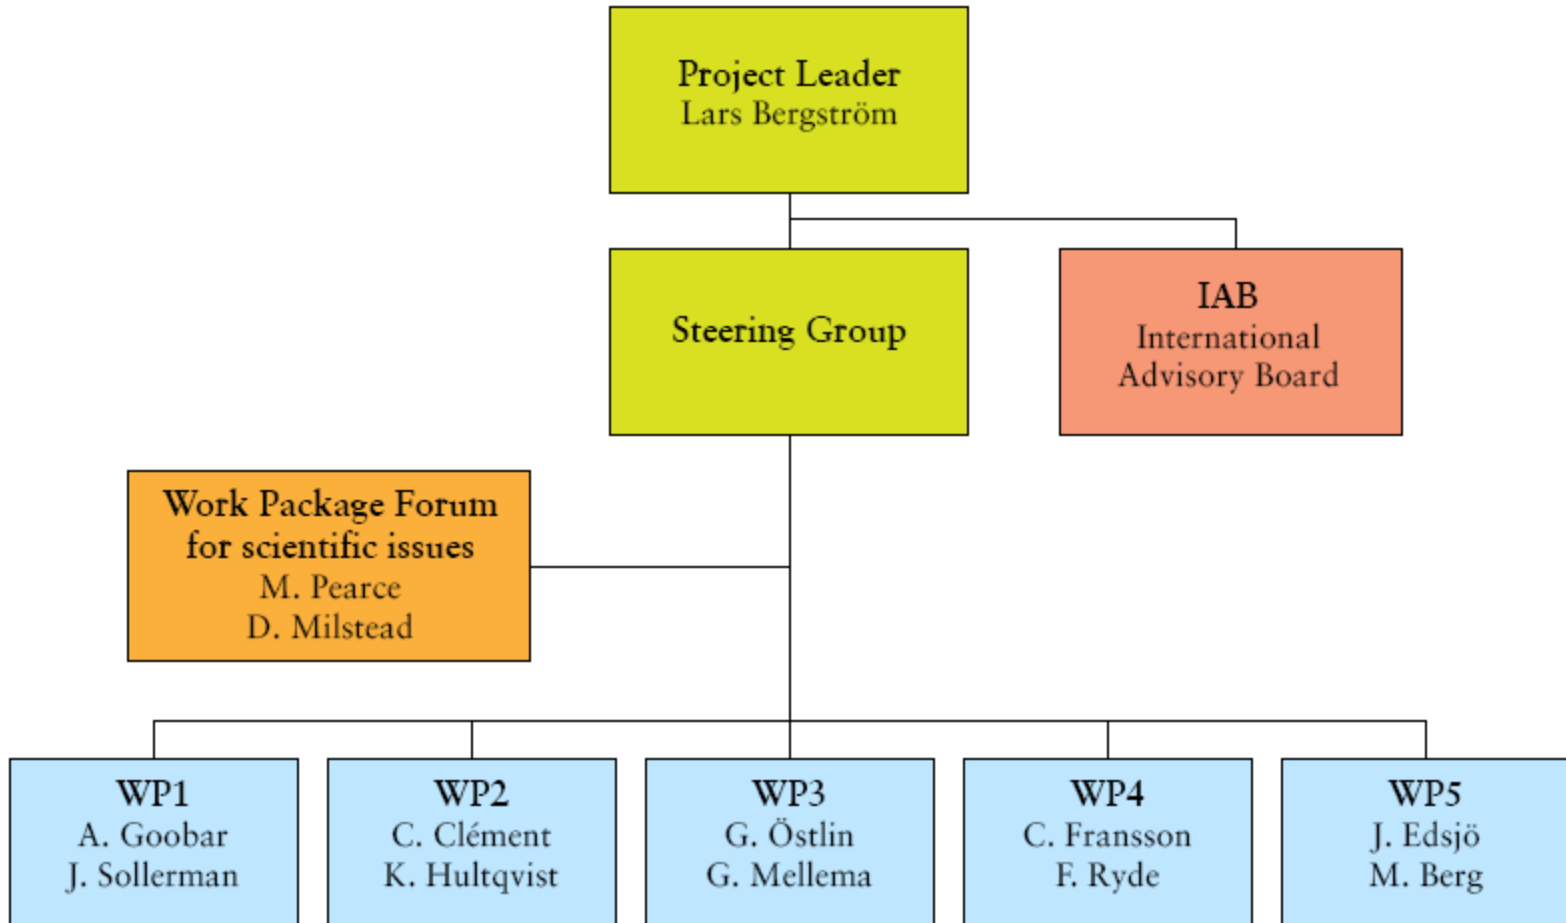 Project Leader
Lars Bergström
Steering Group
IAB
International
Advisory Board
Work Package Forum
for scientific issues
M. Pearce
D. Milstead
WP1
A. Goobar
J. Sollerman
WP2
C. Clément
K. Hultqvist
WP3
G. Östlin
G. Mellema
WP4
C. Fransson
F. Ryde
WP5
J. Edsjö
M. Berg